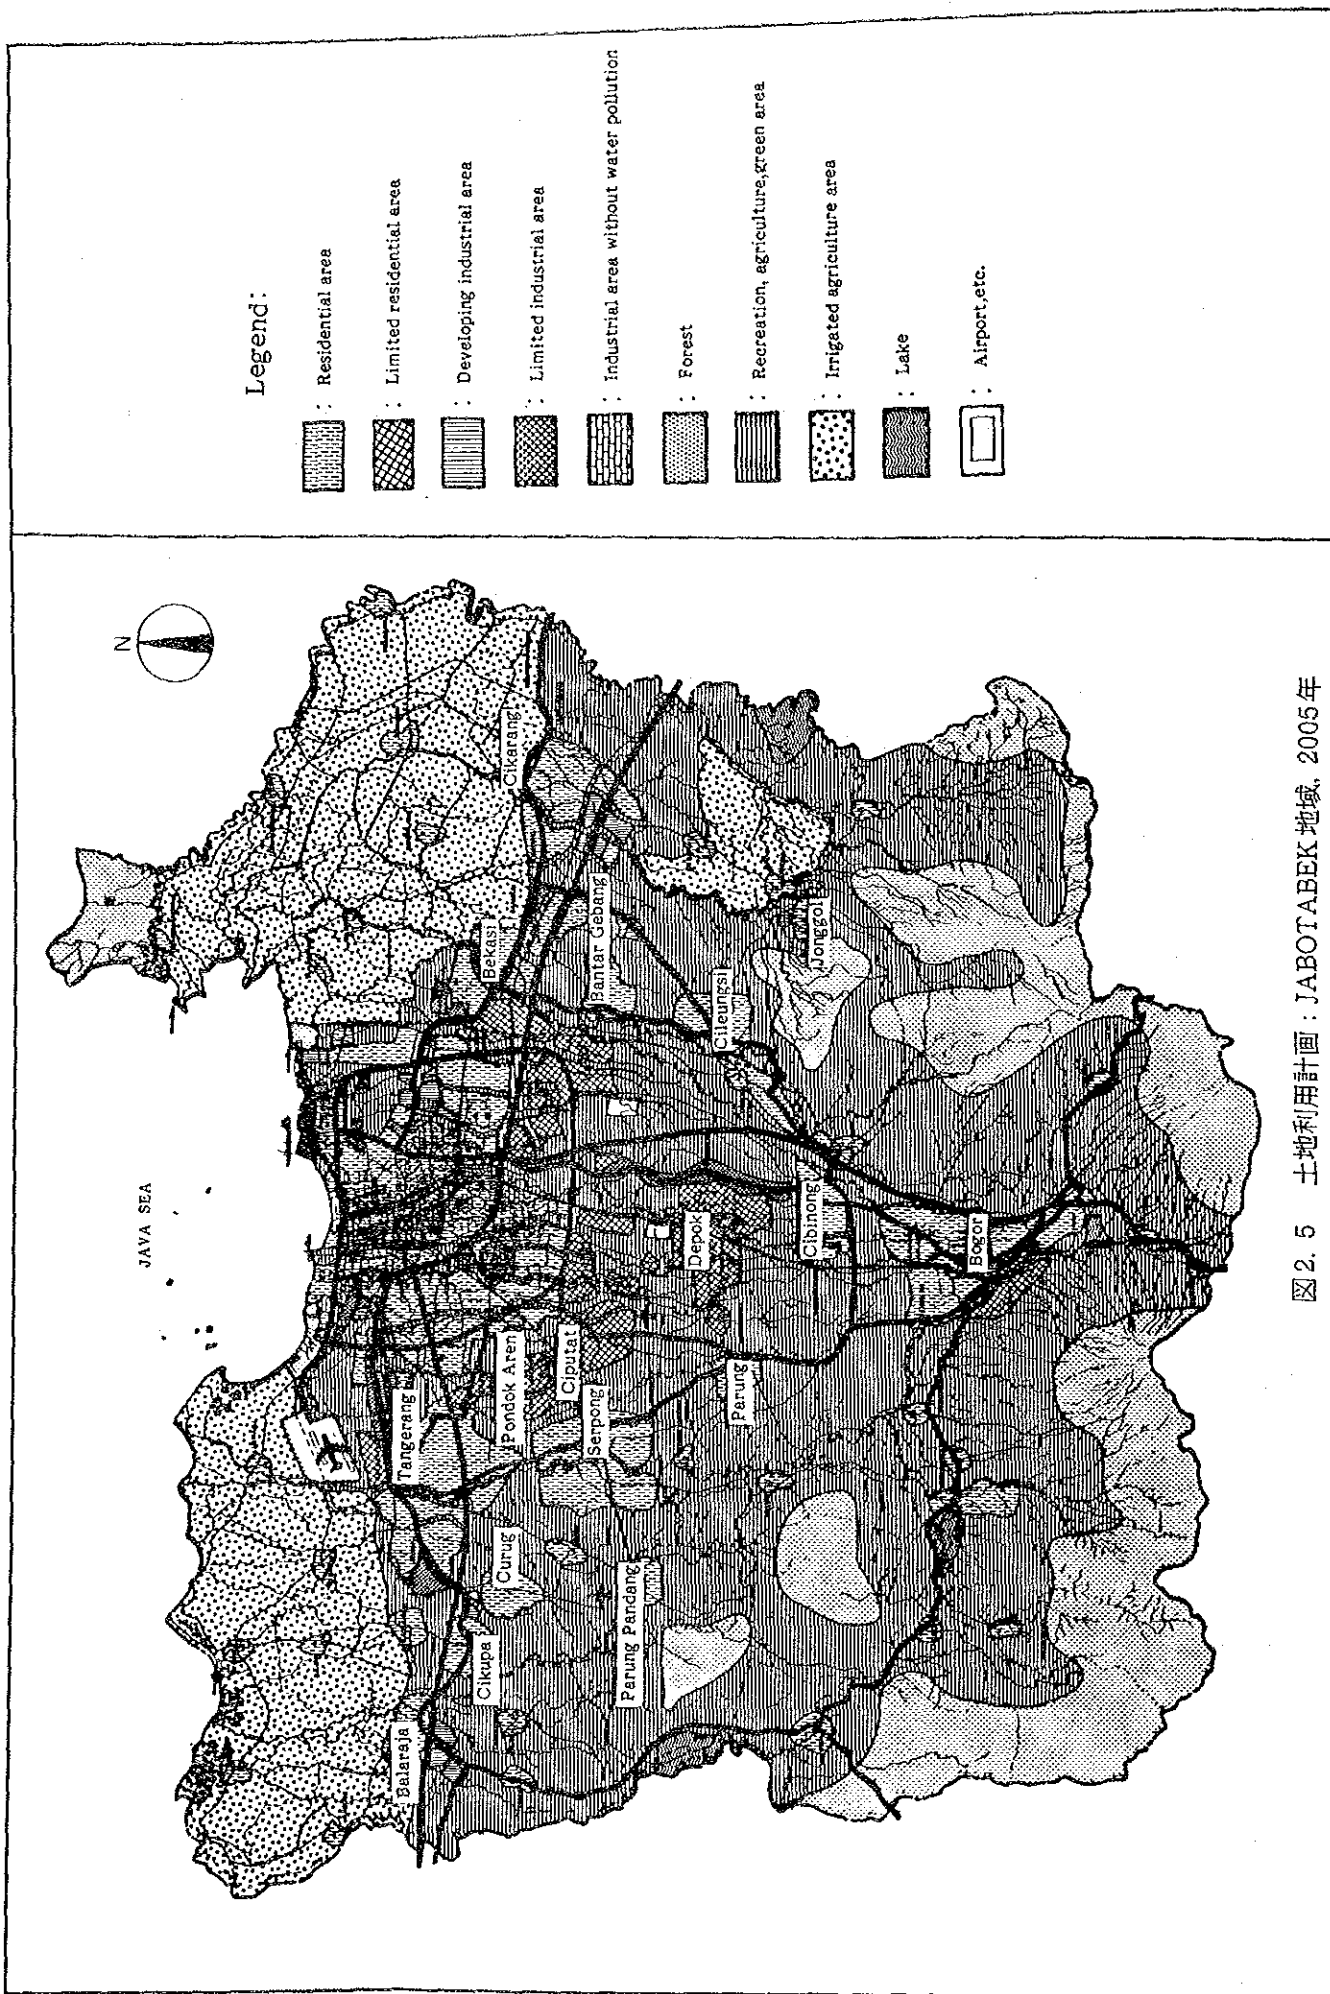 N
JAVA SEA
Cikarang
Bekasi
Bantar Gebang
Jonggol
Cileungsi
Tangerang
Pondok Aren
Ciputat
Serpong
Depok
Cibinong
Bogor
Parung
Balaraja
Cikupa
Curug
Parung Pandang
Legend:
: Residential area
: Limited residential area
: Developing industrial area
: Limited industrial area
: Industrial area without water pollution
: Forest
: Recreation, agriculture,green area
: Irrigated agriculture area
: Lake
: Airport,etc.
図2. 5 土地利用計画 : JABOTABEK 地域, 2005年